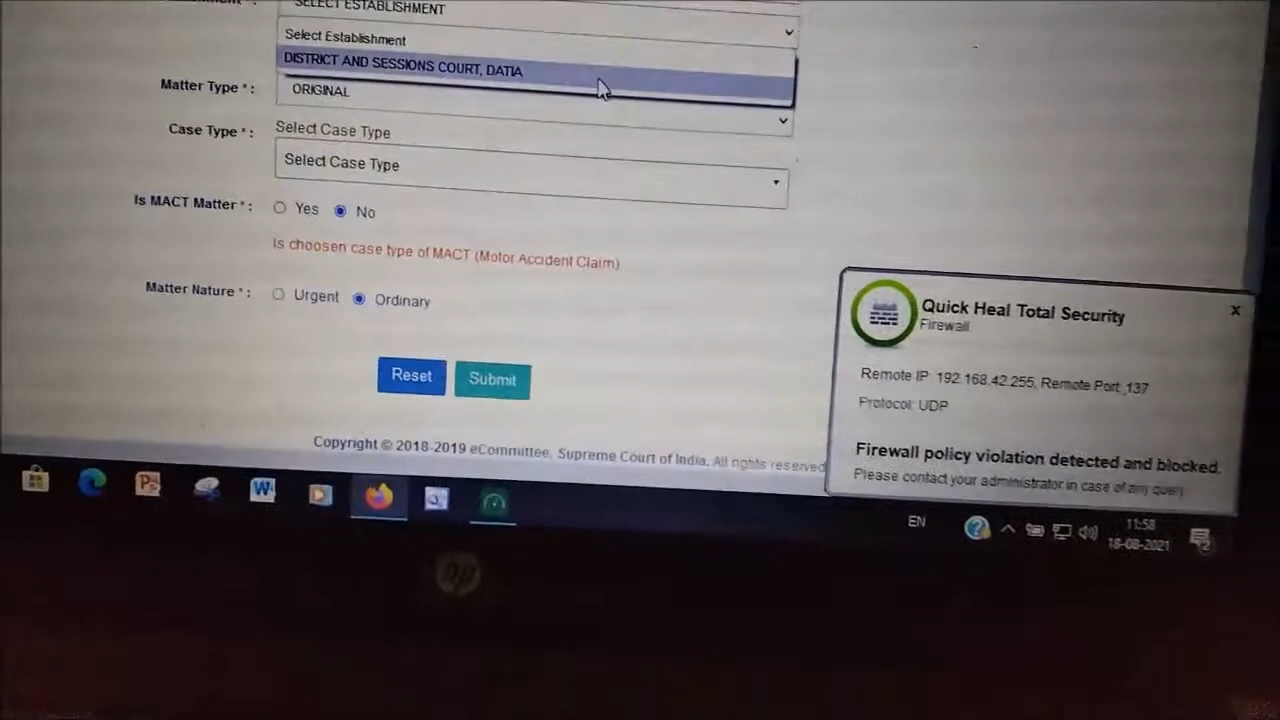 SELECT ESTABLISHMENT
Select Establishment
DISTRICT AND SESSIONS COURT, DATIA
Matter Type * :
ORIGINAL
Case Type * :
Select Case Type
Select Case Type
Is MACT Matter * :
Yes
No
Is choosen case type of MACT (Motor Accident Claim)
Matter Nature * :
Urgent
Ordinary
Reset
Submit
Copyright © 2018-2019 eCommittee, Supreme Court of India. All rights reserved
Quick Heal Total Security
Firewall
x
Remote IP 192.168.42.255, Remote Port ,137
Protocol: UDP
Firewall policy violation detected and blocked.
Please contact your administrator in case of any query
EN
11:58
18-08-2021
2
hp